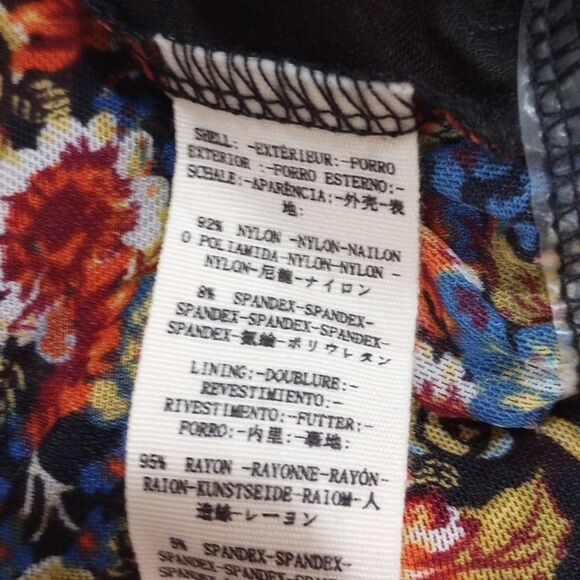 SHELL: -EXTÉRIEUR:-FORRO
EXTERIOR :-FORRO ESTERNO:-
SCHALE:-APARÊNCIA:-外壳-表
地:
92% NYLON -NYLON-NAILON
O POLIAMIDA-NYLON-NYLON -
NYLON-尼龍-ナイロン
8% SPANDEX-SPANDEX-
SPANDEX-SPANDEX-SPANDEX-
SPANDEX-氨綸-ポリウレタン
LINING:-DOUBLURE:-
REVESTIMIENTO:-
RIVESTIMENTO:-FUTTER:-
FORRO:-内里:-裏地:
95% RAYON -RAYONNE-RAYÓN-
RAION-KUNSTSEIDE-RAIOM-人
造絲-レーヨン
5% SPANDEX-SPANDEX-
SPANDEX-SPANDEX-